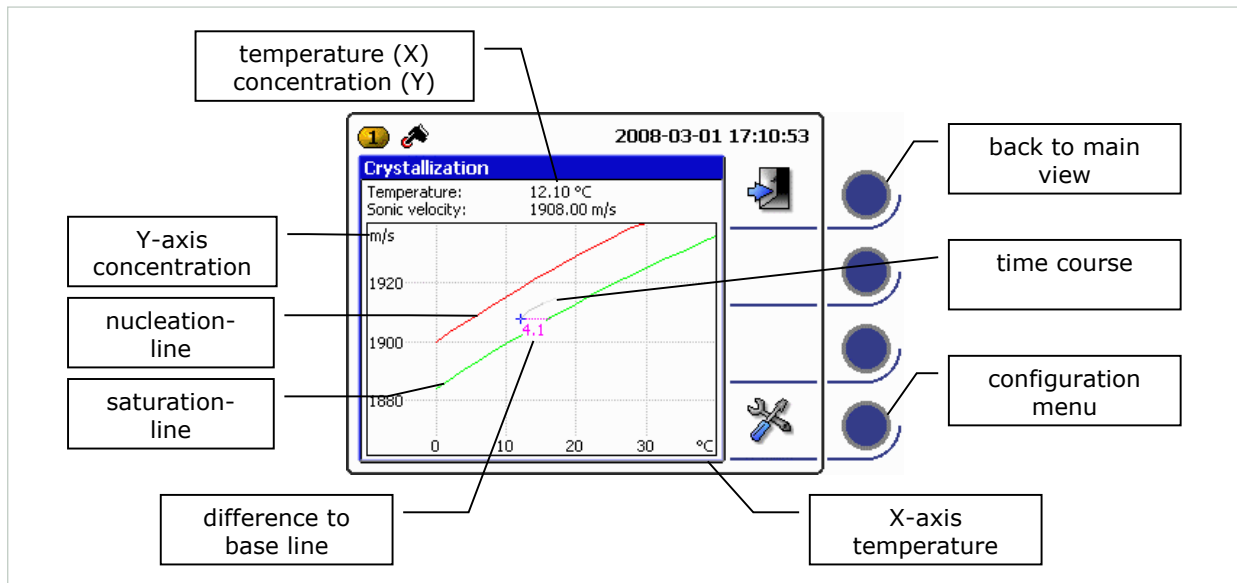 temperature (X)
concentration (Y)
1
2008-03-01 17:10:53
Crystallization
Temperature: 12.10 °C
Sonic velocity: 1908.00 m/s
m/s
1920
1900
1880
4.1
0 10 20 30 °C
Y-axis
concentration
nucleation-
line
saturation-
line
back to main
view
time course
configuration
menu
difference to
base line
X-axis
temperature